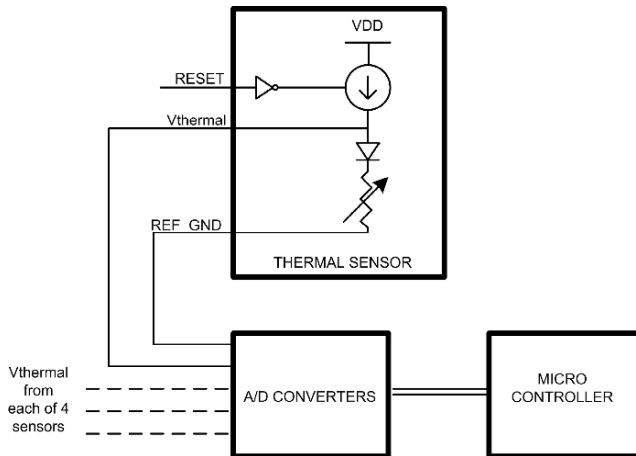 VDD
RESET
Vthermal
REF GND
THERMAL SENSOR
Vthermal
from
each of 4
sensors
A/D CONVERTERS
MICRO
CONTROLLER